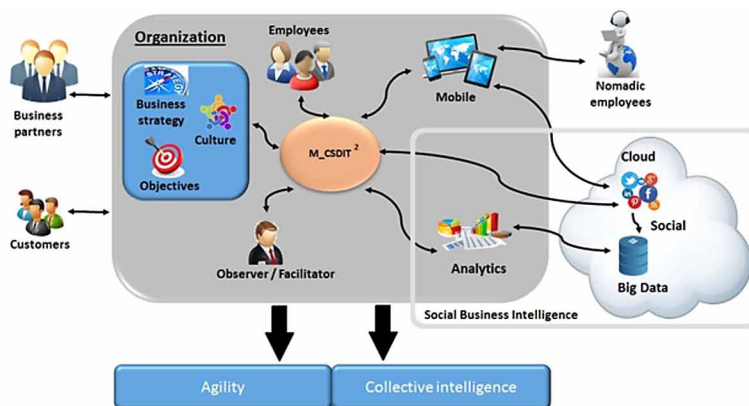 Organization
Employees
Business
partners
Business
strategy
Culture
Objectives
M_CSDIT 2
Mobile
Nomadic
employees
Customers
Observer / Facilitator
Analytics
Cloud
Social
Big Data
Social Business Intelligence
Agility
Collective intelligence